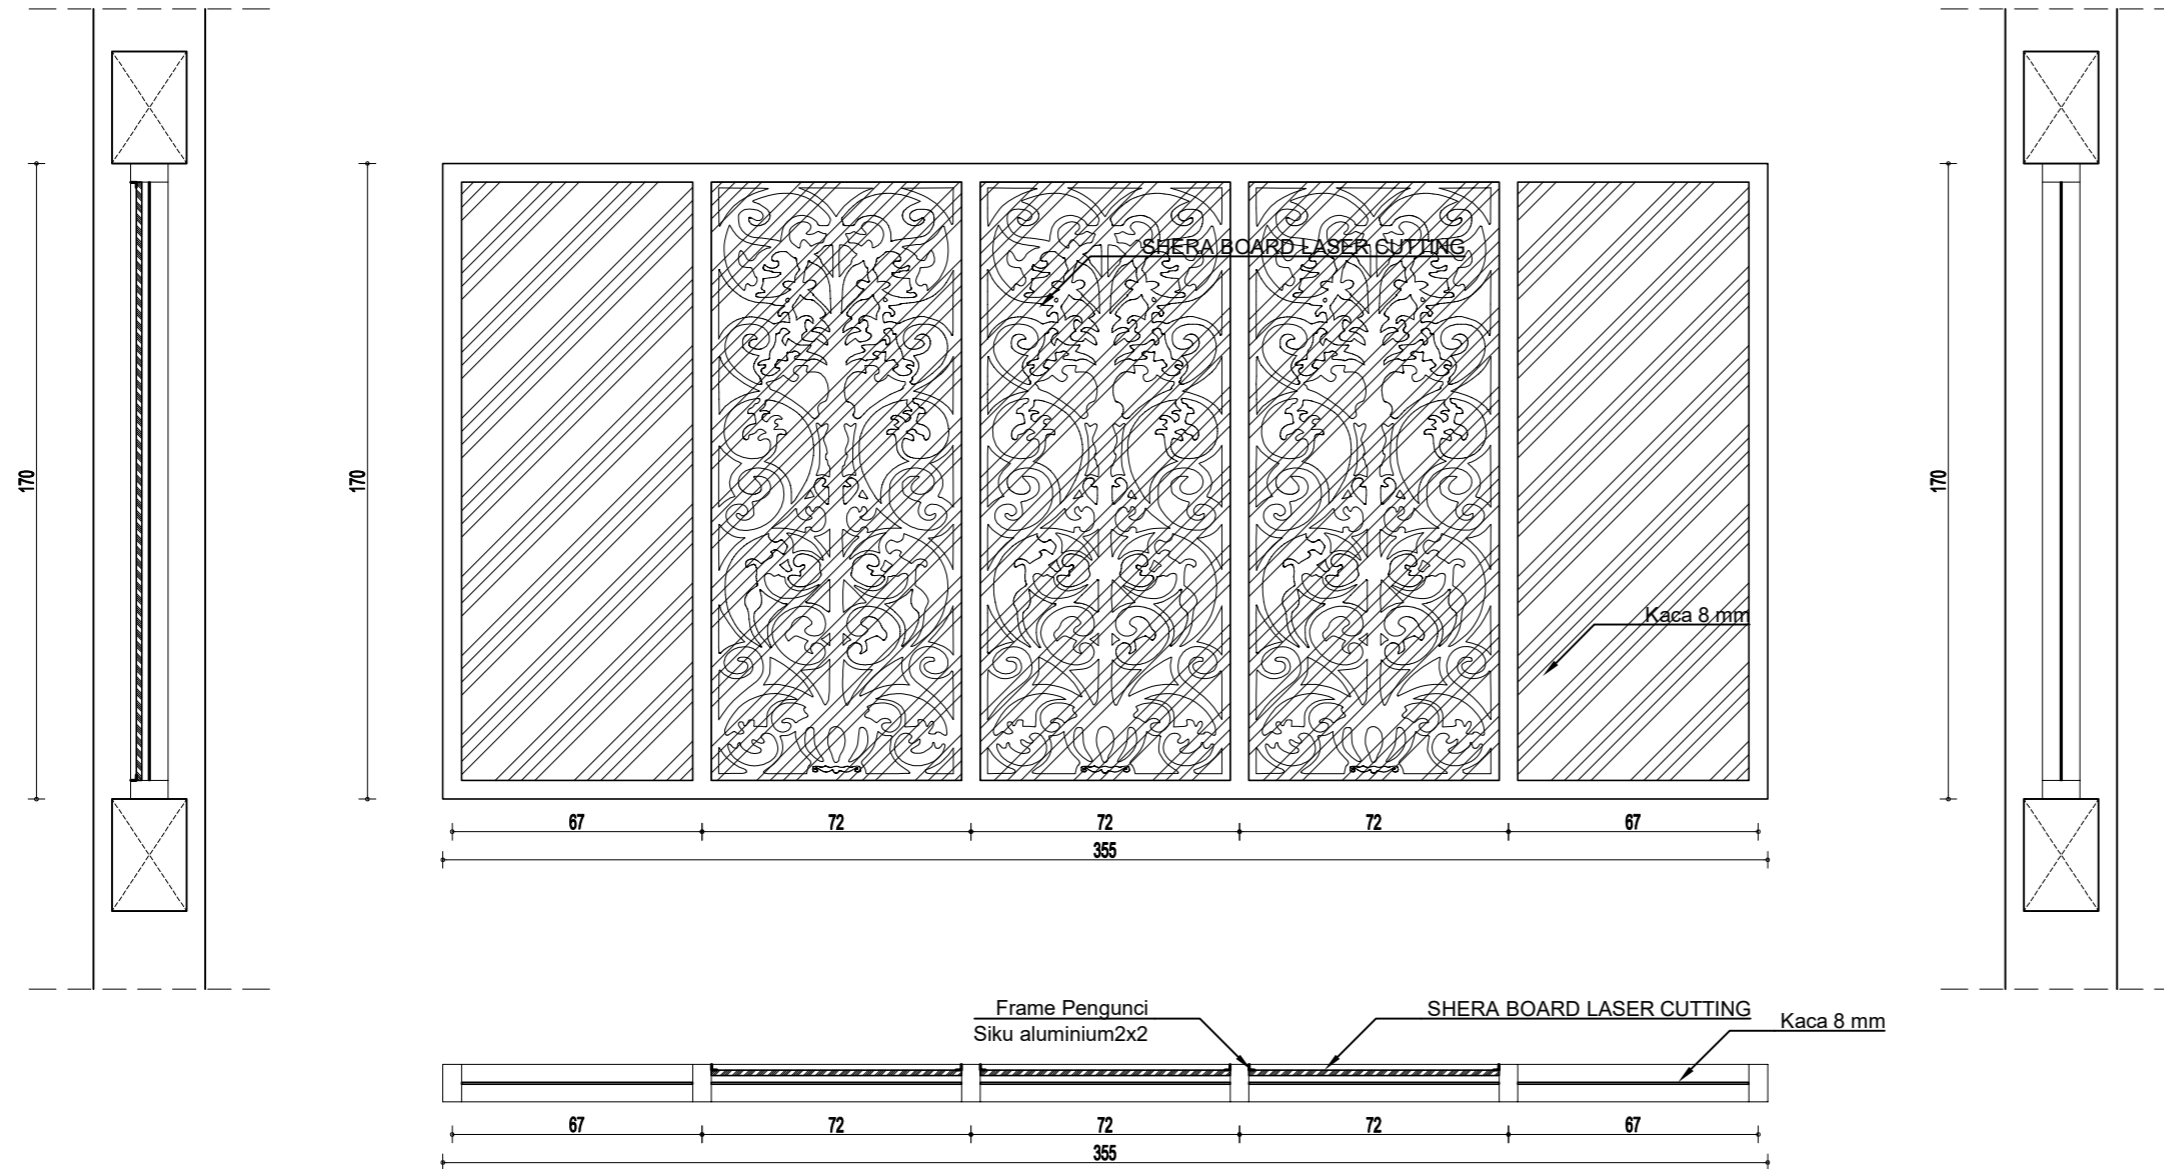 SHERA BOARD LASER CUTTING
Kaca 8 mm
170
170
170
67
72
72
72
67
355
Frame Pengunci
Siku aluminium2x2
SHERA BOARD LASER CUTTING
Kaca 8 mm
67
72
72
72
67
355